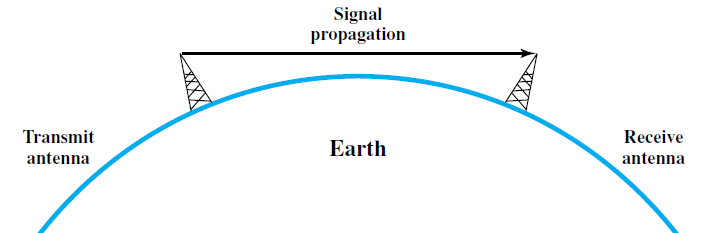 Signal
propagation
Transmit
antenna
Earth
Receive
antenna